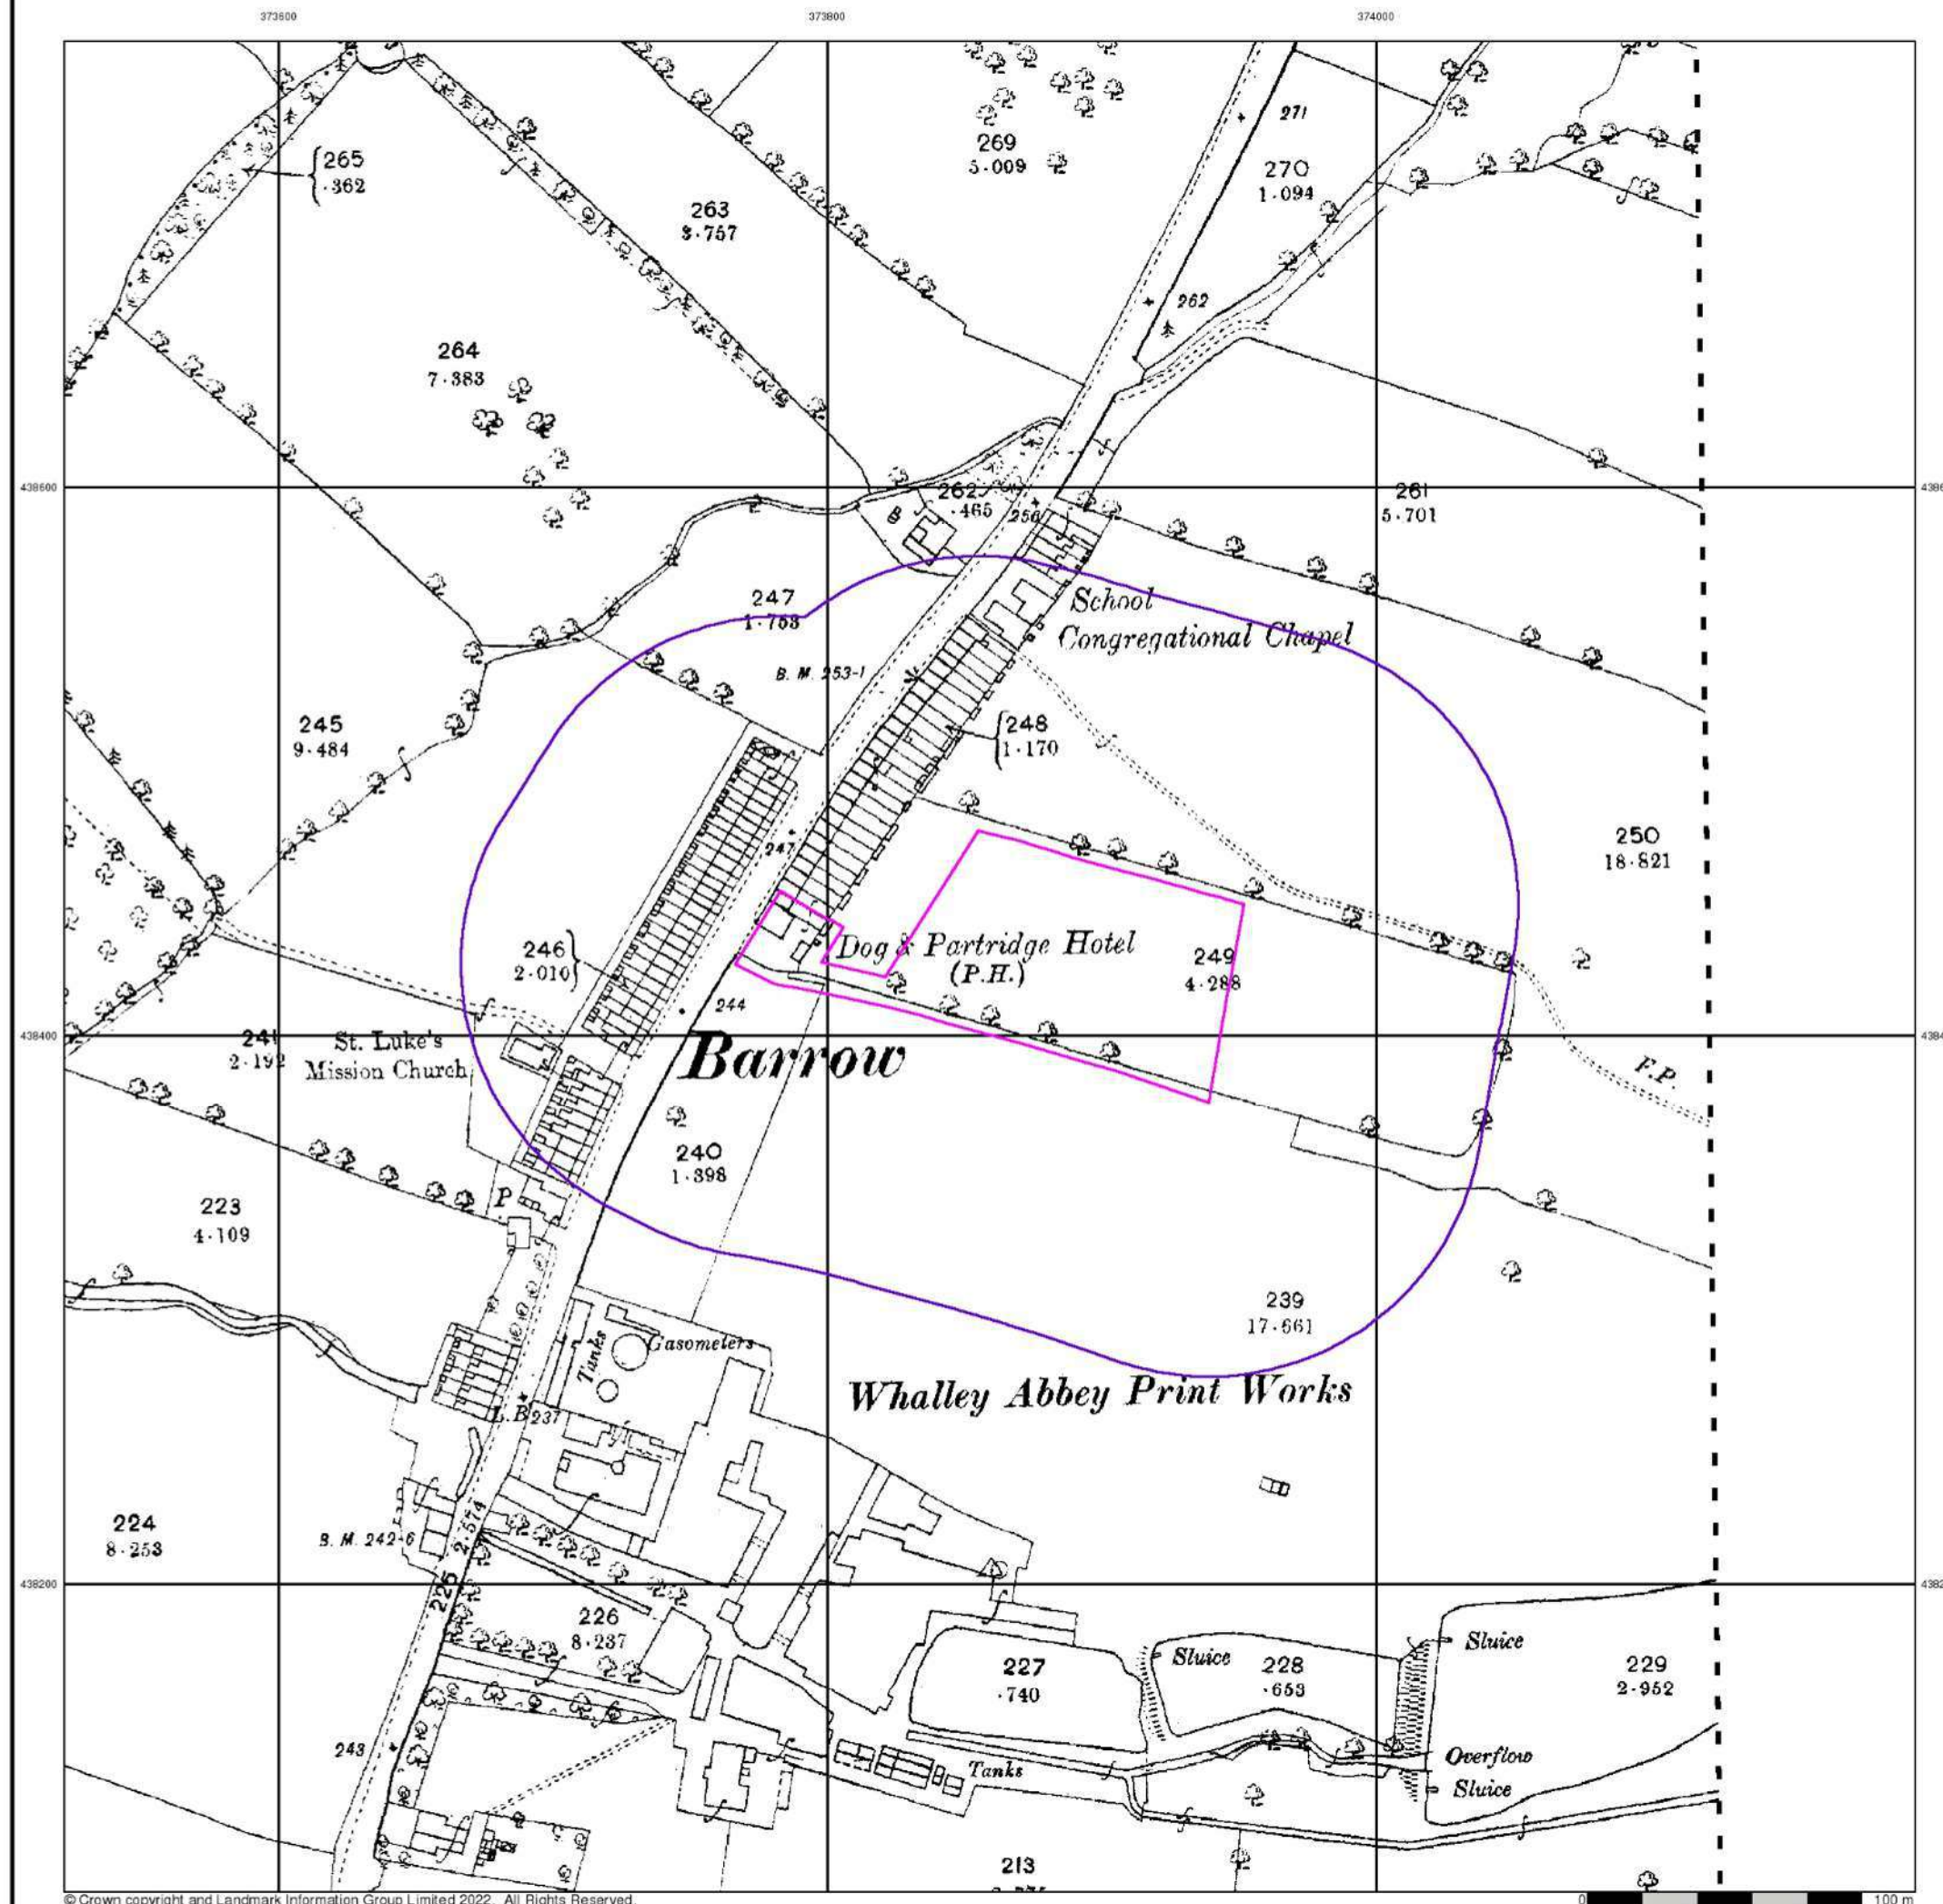 373600 373800 374000
271
269
5·009
270
1·094
265
·362
263
3·757
262
264
7·383
438600
262
·465
256
261
5·701
247
1·753
School
Congregational Chapel
B. M. 253·1
245
9·484
248
1·170
250
18·821
247
246
2·010
Dog & Partridge Hotel
(P.H.)
249
4·288
244
438400
241
2·192
St. Luke's
Mission Church
Barrow
F.P.
240
1·398
P
223
4·109
239
17·661
Tanks
Gasometers
Whalley Abbey Print Works
L.B 237
224
8·253
B. M. 242·6
225
2·574
438200
226
8·237
227
·740
Sluice
228
·653
Sluice
229
2·952
243
Tanks
Overflow
Sluice
213
© Crown copyright and Landmark Information Group Limited 2022. All Rights Reserved.
0 100 m